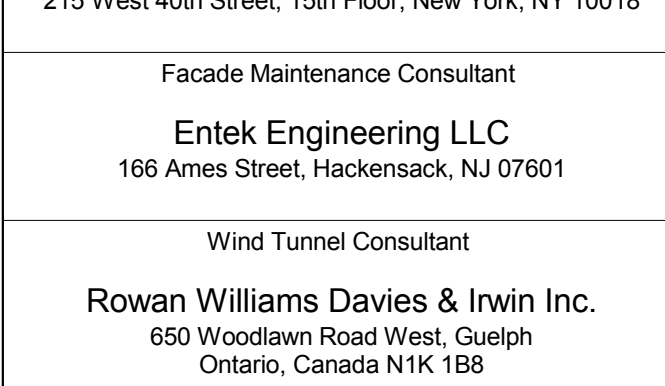 215 West 40th Street, 15th Floor, New York, NY 10018
Facade Maintenance Consultant
Entek Engineering LLC
166 Ames Street, Hackensack, NJ 07601
Wind Tunnel Consultant
Rowan Williams Davies & Irwin Inc.
650 Woodlawn Road West, Guelph
Ontario, Canada N1K 1B8